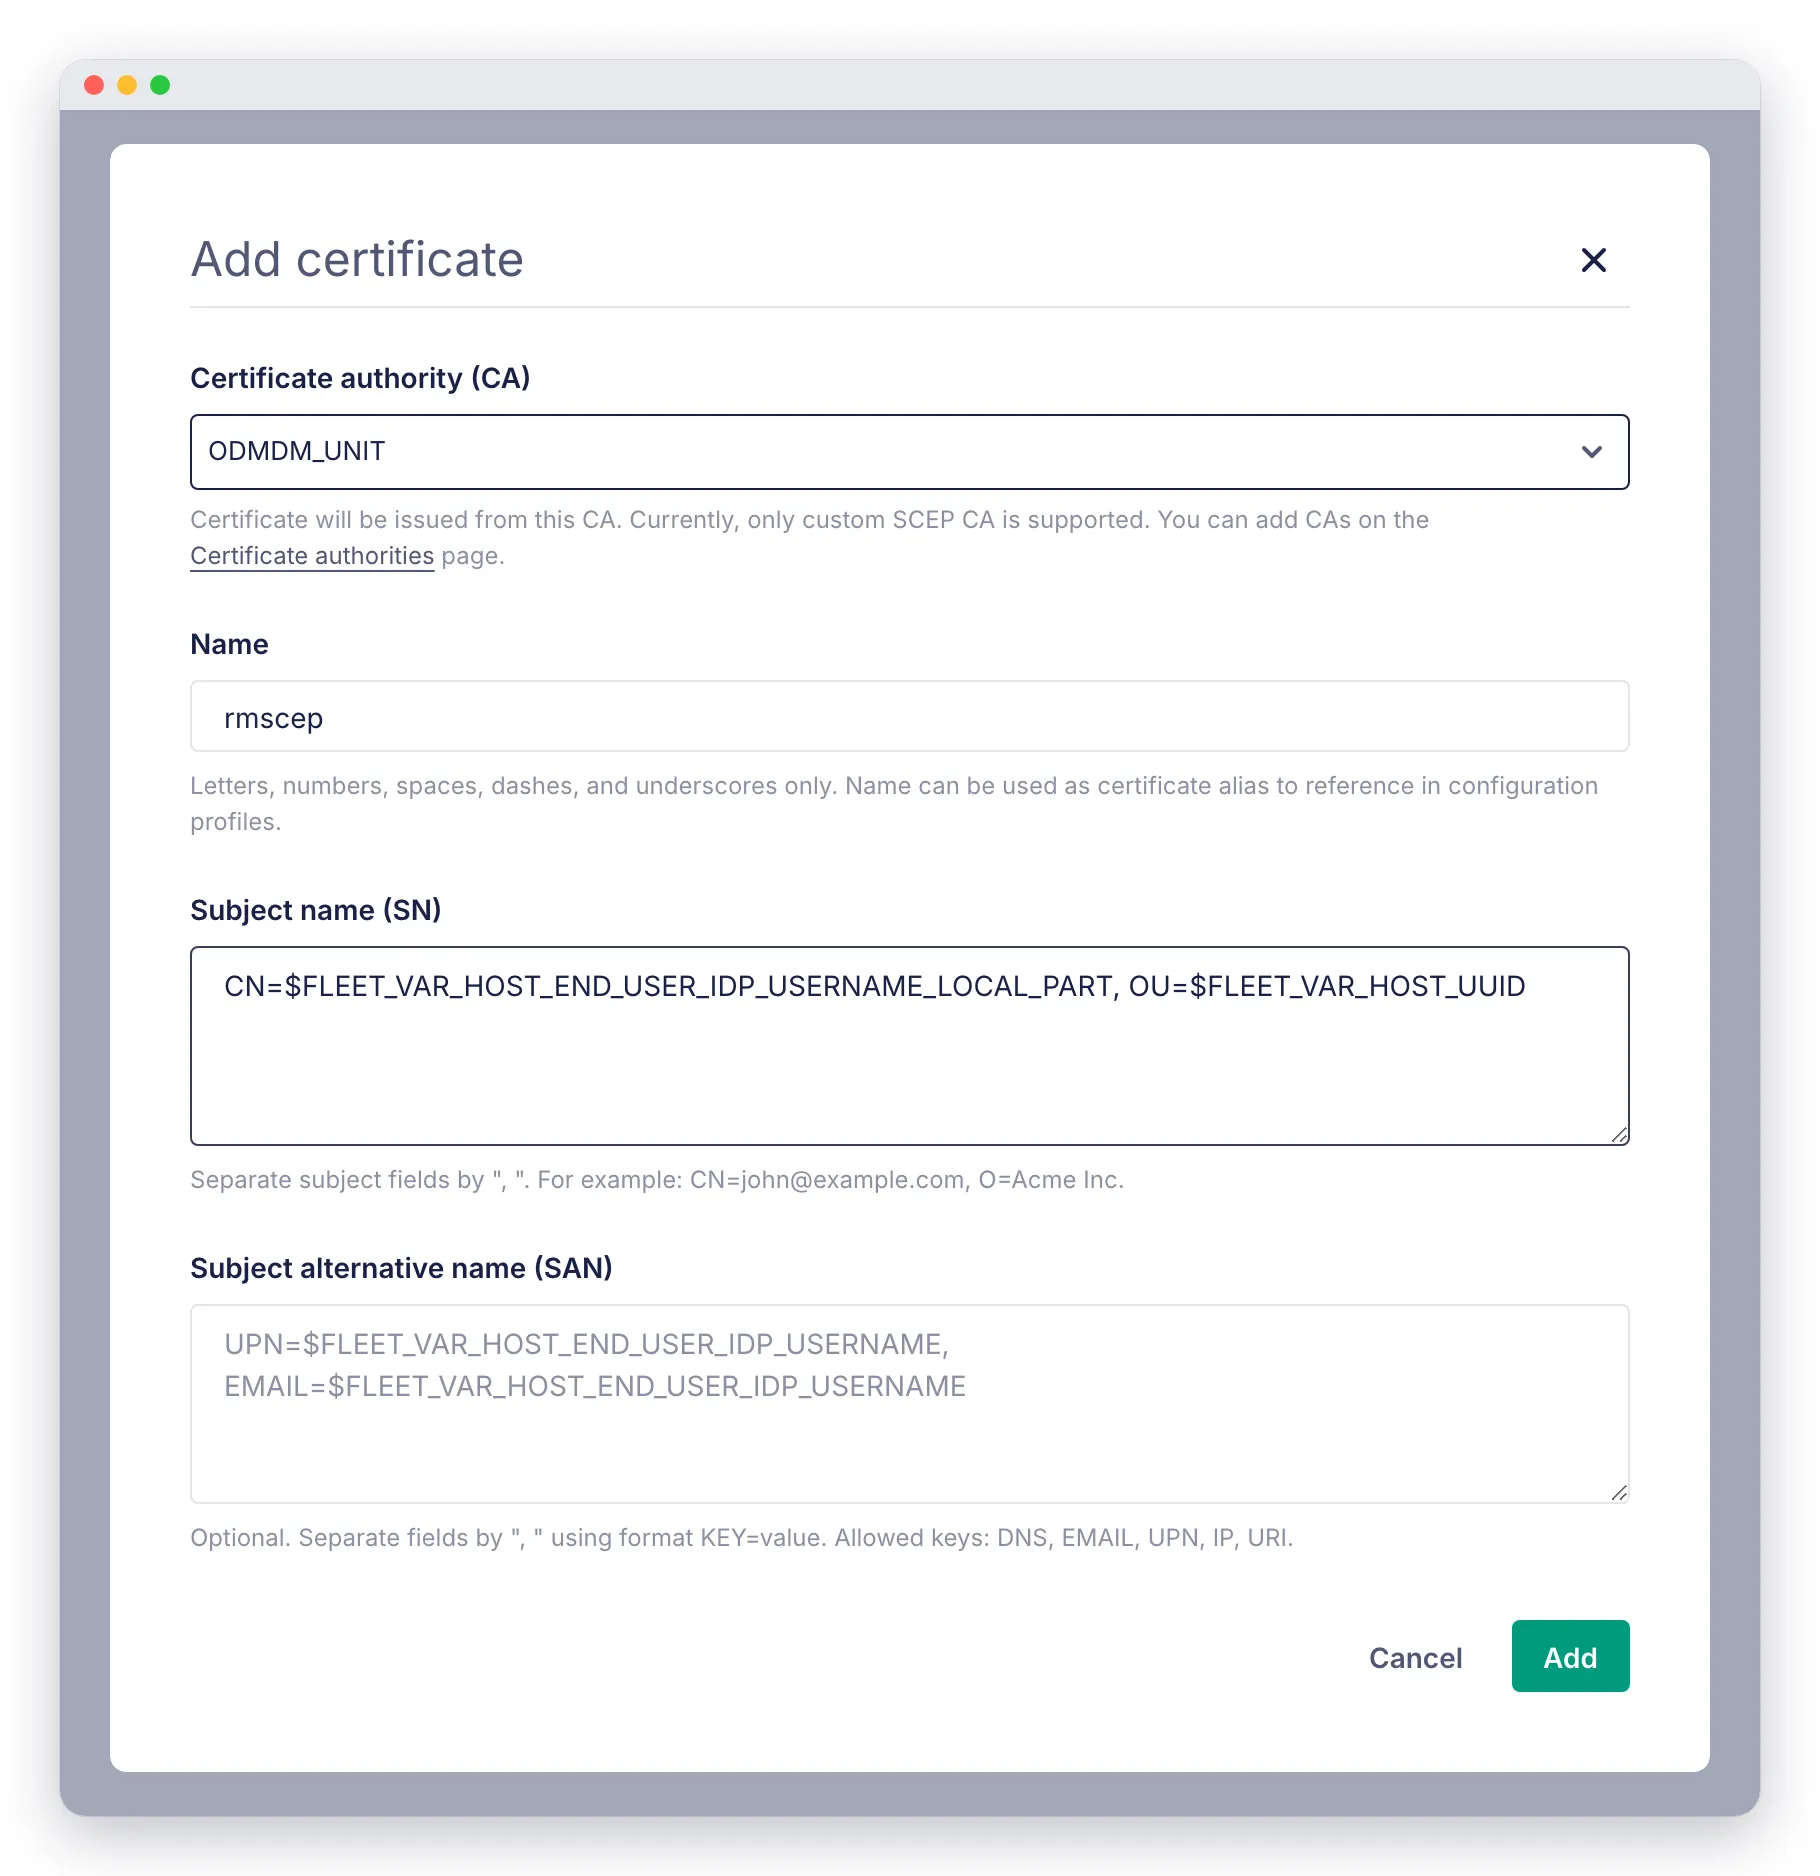 Add certificate
Certificate authority (CA)
ODMDM_UNIT
Certificate will be issued from this CA. Currently, only custom SCEP CA is supported. You can add CAs on the
Certificate authorities page.
Name
rmscep
Letters, numbers, spaces, dashes, and underscores only. Name can be used as certificate alias to reference in configuration
profiles.
Subject name (SN)
CN=$FLEET_VAR_HOST_END_USER_IDP_USERNAME_LOCAL_PART, OU=$FLEET_VAR_HOST_UUID
Separate subject fields by ", ". For example: CN=john@example.com, O=Acme Inc.
Subject alternative name (SAN)
UPN=$FLEET_VAR_HOST_END_USER_IDP_USERNAME,
EMAIL=$FLEET_VAR_HOST_END_USER_IDP_USERNAME
Optional. Separate fields by ", " using format KEY=value. Allowed keys: DNS, EMAIL, UPN, IP, URI.
Cancel Add